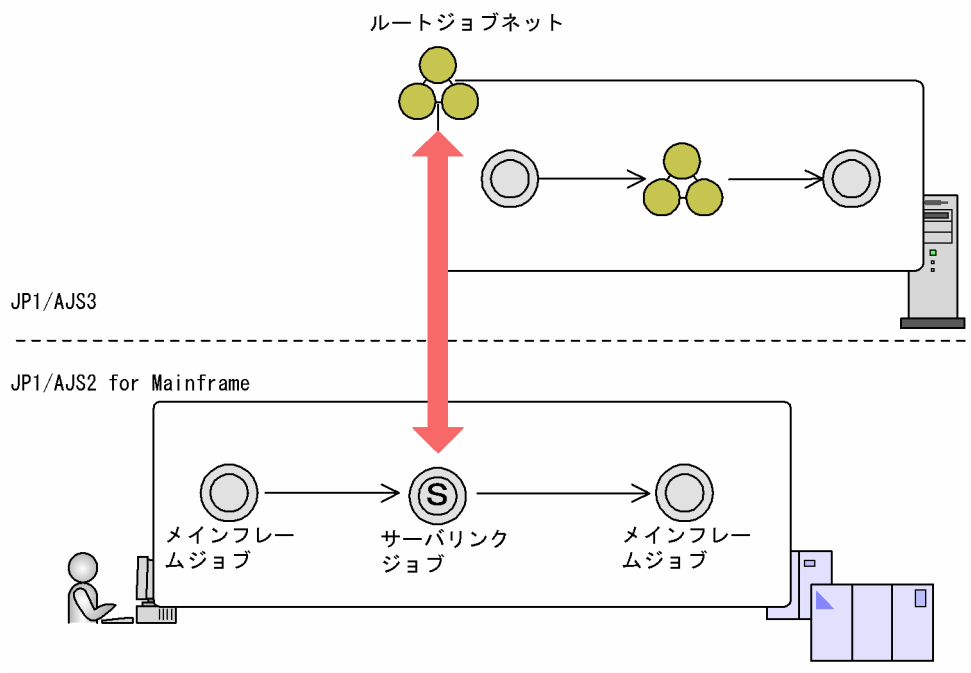 ルートジョブネット
JP1/AJS3
JP1/AJS2 for Mainframe
S
メインフレー
ムジョブ
サーバリンク
ジョブ
メインフレー
ムジョブ